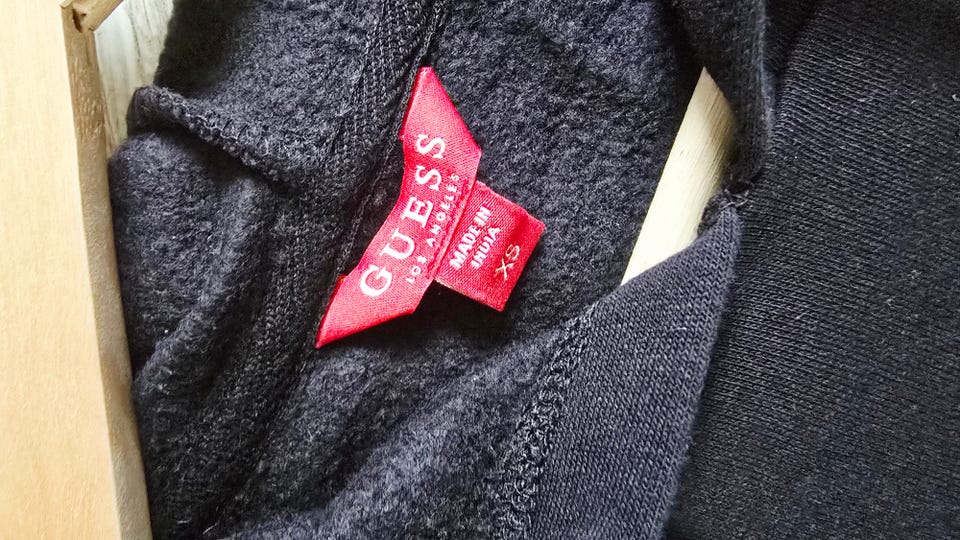 GUESS
LOS ANGELES
MADE IN
INDIA
XS